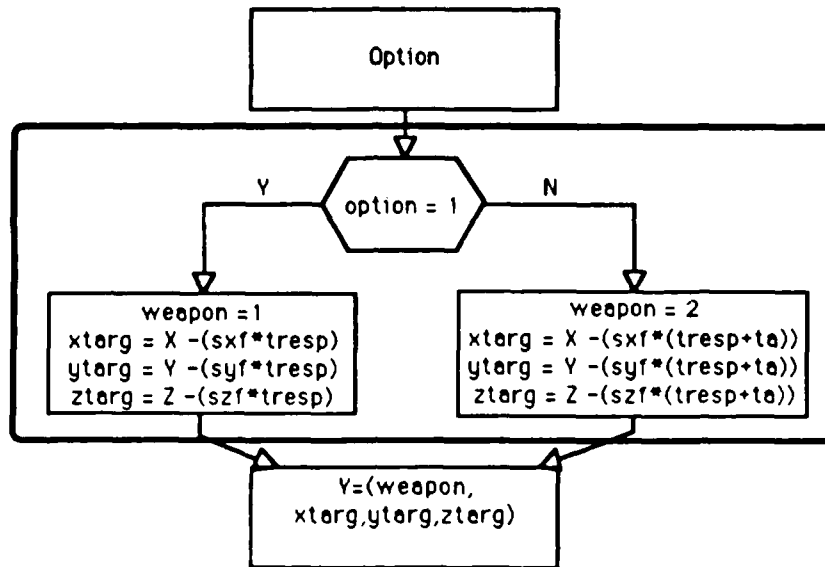 Option
option = 1
Y
N
weapon =1
xtarg = X -(sxf*tresp)
ytarg = Y -(syf*tresp)
ztarg = Z -(szf*tresp)
weapon = 2
xtarg = X -(sxf*(tresp+ta))
ytarg = Y -(syf*(tresp+ta))
ztarg = Z -(szf*(tresp+ta))
Y=(weapon,
xtarg,ytarg,ztarg)